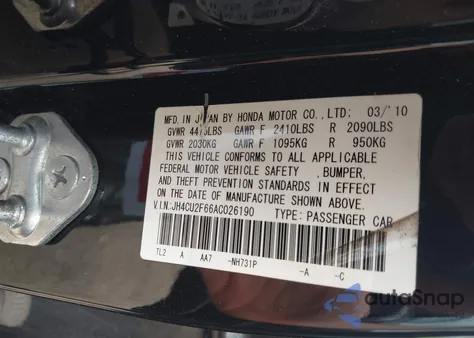 MFD. IN JAPAN BY HONDA MOTOR CO., LTD: 03/'10
GVWR 4475LBS GAWR F 2410LBS R 2090LBS
GVWR 2030KG GAWR F 1095KG R 950KG
THIS VEHICLE CONFORMS TO ALL APPLICABLE
FEDERAL MOTOR VEHICLE SAFETY , BUMPER,
AND THEFT PREVENTION STANDARDS IN EFFECT
ON THE DATE OF MANUFACTURE SHOWN ABOVE.
V.I.N.:JH4CU2F66AC026190 TYPE: PASSENGER CAR
TL2 A AA7 -NH731P -A -C
autoSnap